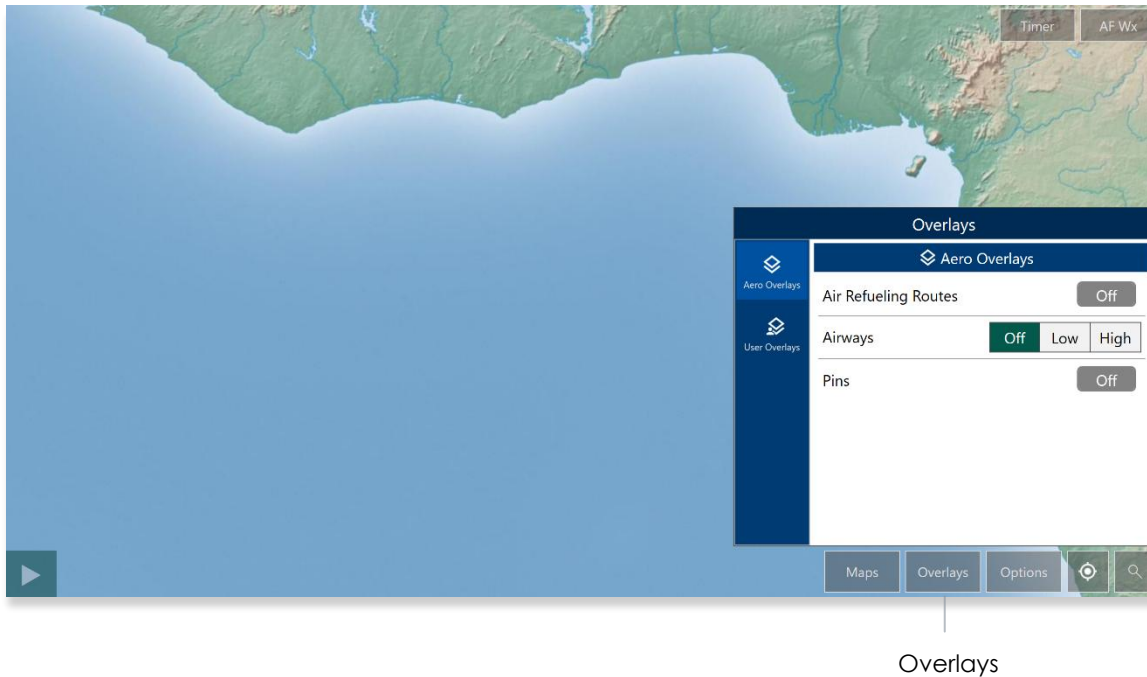 Timer
AF Wx
Overlays
Aero Overlays
Aero Overlays
Air Refueling Routes Off
User Overlays
Airways Off Low High
Pins Off
Maps Overlays Options
Overlays